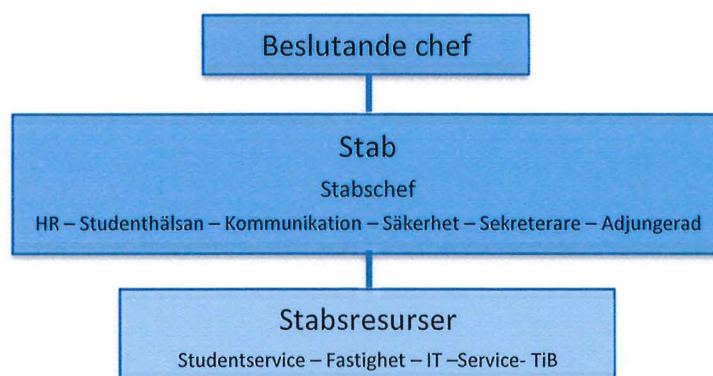 Beslutande chef
Stab
Stabschef
HR – Studenthälsan – Kommunikation – Säkerhet – Sekreterare – Adjungerad
Stabsresurser
Studentservice – Fastighet – IT –Service- TiB